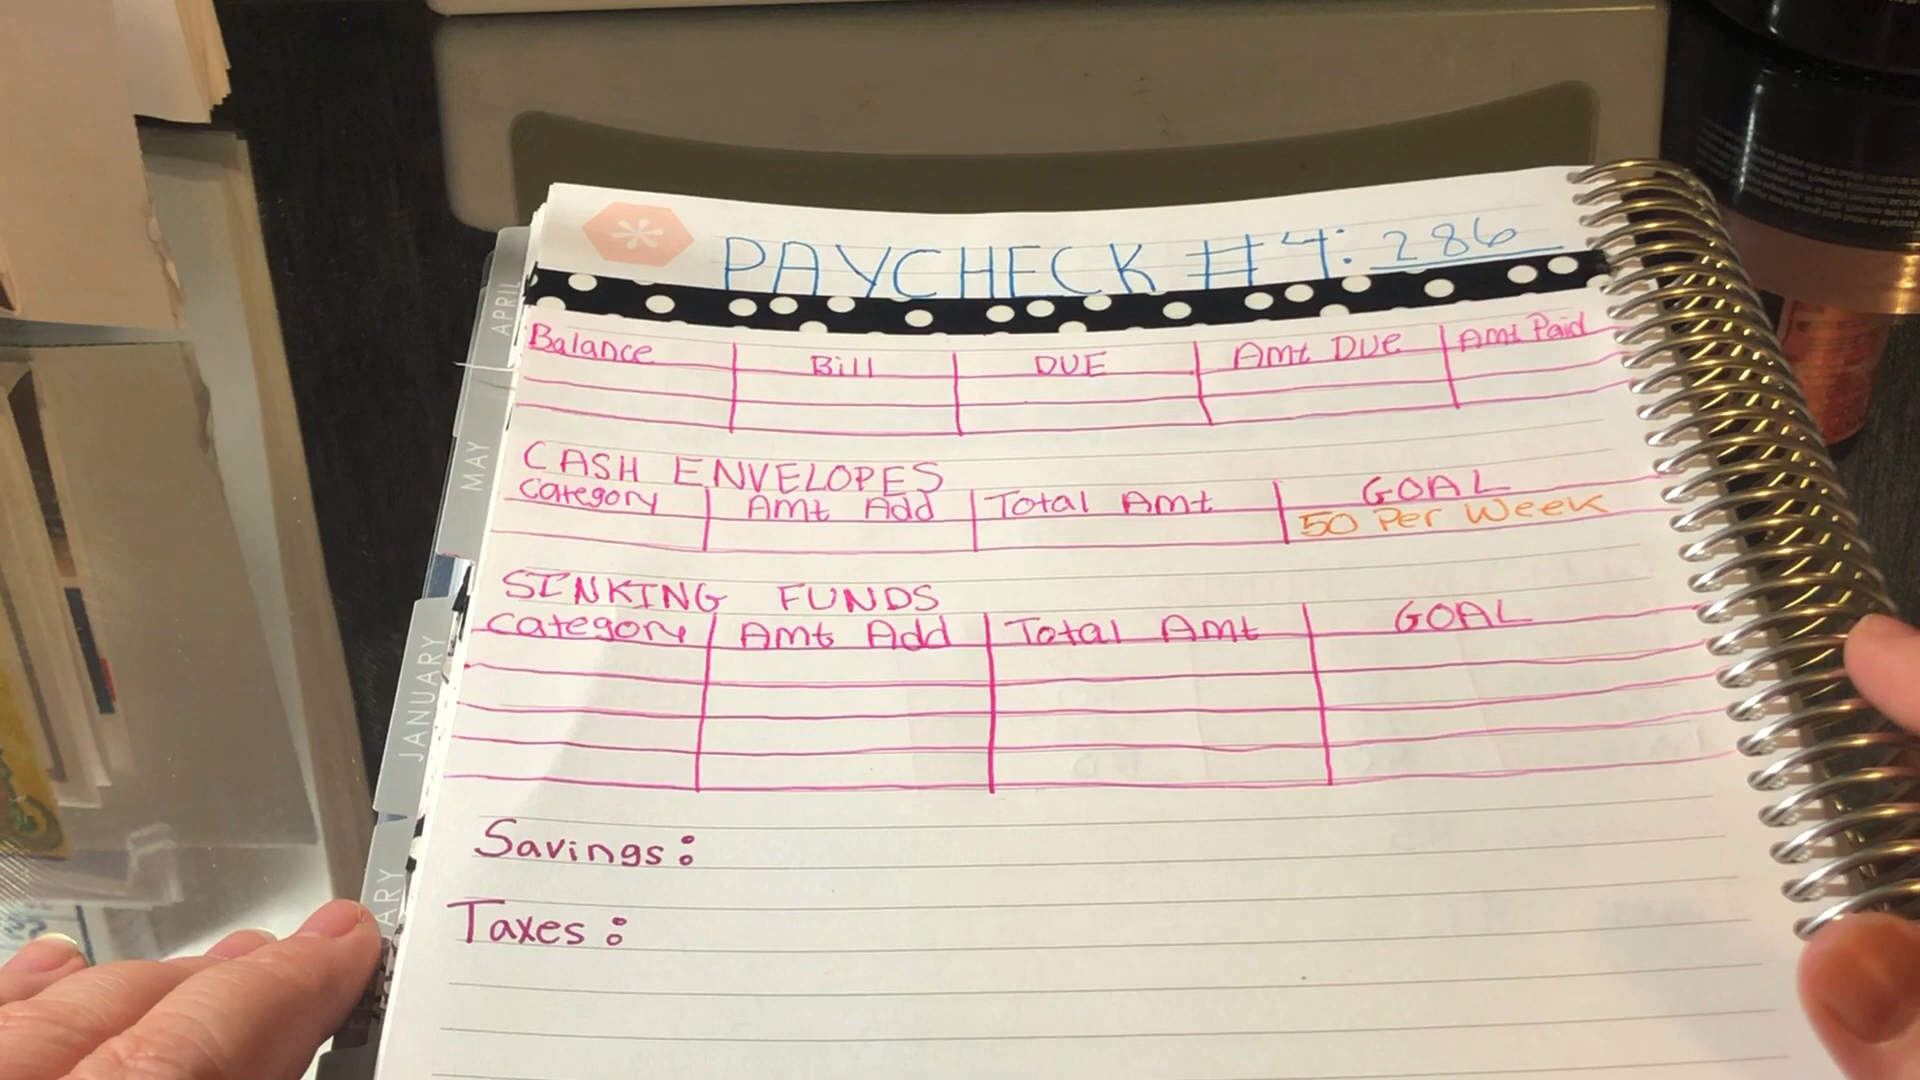 PAYCHECK #4: 286
Balance Bill DUE Amt DUE Amt Paid
CASH ENVELOPES
Category Amt Add Total Amt GOAL
50 Per Week
SINKING FUNDS
Category Amt Add Total Amt GOAL
Savings:
Taxes:
APRIL
MAY
JANUARY
ARY